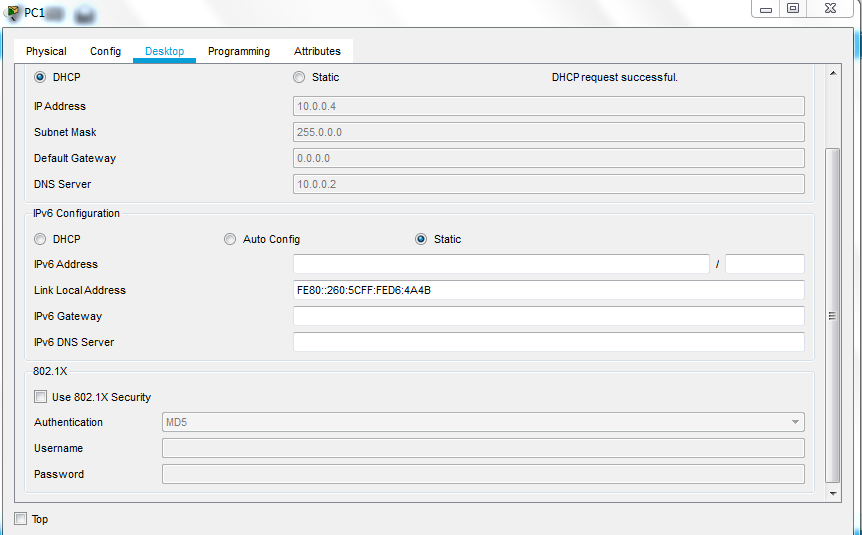 PC1
Physical Config Desktop Programming Attributes
DHCP Static DHCP request successful.
IP Address 10.0.0.4
Subnet Mask 255.0.0.0
Default Gateway 0.0.0.0
DNS Server 10.0.0.2
IPv6 Configuration
DHCP Auto Config Static
IPv6 Address /
Link Local Address FE80::260:5CFF:FED6:4A4B
IPv6 Gateway
IPv6 DNS Server
802.1X
Use 802.1X Security
Authentication MD5
Username
Password
Top